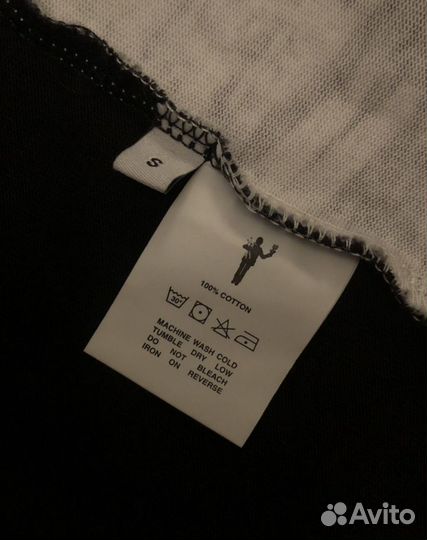 S
100% COTTON
30°
MACHINE WASH COLD
TUMBLE DRY LOW
DO NOT BLEACH
IRON ON REVERSE
Avito